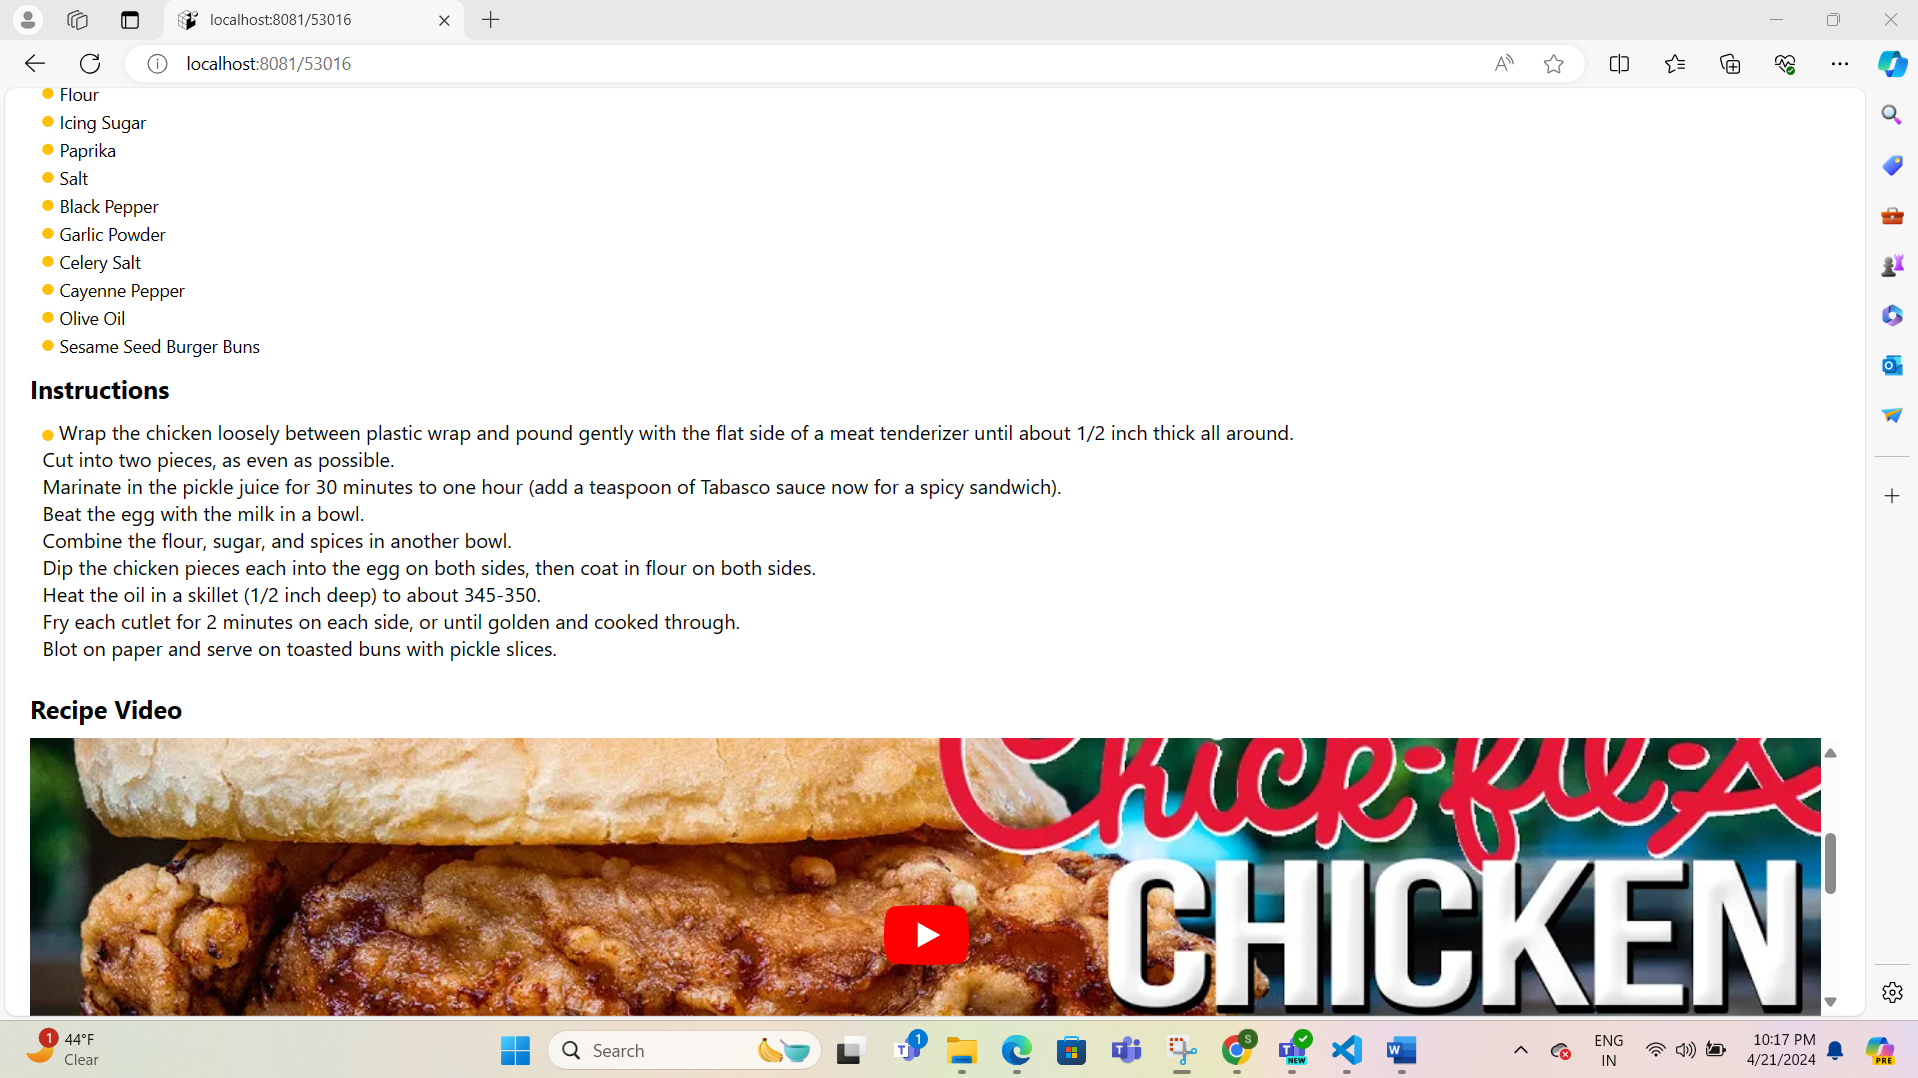 localhost:8081/53016
localhost:8081/53016
Flour
Icing Sugar
Paprika
Salt
Black Pepper
Garlic Powder
Celery Salt
Cayenne Pepper
Olive Oil
Sesame Seed Burger Buns
Instructions
Wrap the chicken loosely between plastic wrap and pound gently with the flat side of a meat tenderizer until about 1/2 inch thick all around.
Cut into two pieces, as even as possible.
Marinate in the pickle juice for 30 minutes to one hour (add a teaspoon of Tabasco sauce now for a spicy sandwich).
Beat the egg with the milk in a bowl.
Combine the flour, sugar, and spices in another bowl.
Dip the chicken pieces each into the egg on both sides, then coat in flour on both sides.
Heat the oil in a skillet (1/2 inch deep) to about 345-350.
Fry each cutlet for 2 minutes on each side, or until golden and cooked through.
Blot on paper and serve on toasted buns with pickle slices.
Recipe Video
Chick-fil-A
CHICKEN
1
44°F
Clear
Search
1
S
NEW
ENG
IN
10:17 PM
4/21/2024
PRE